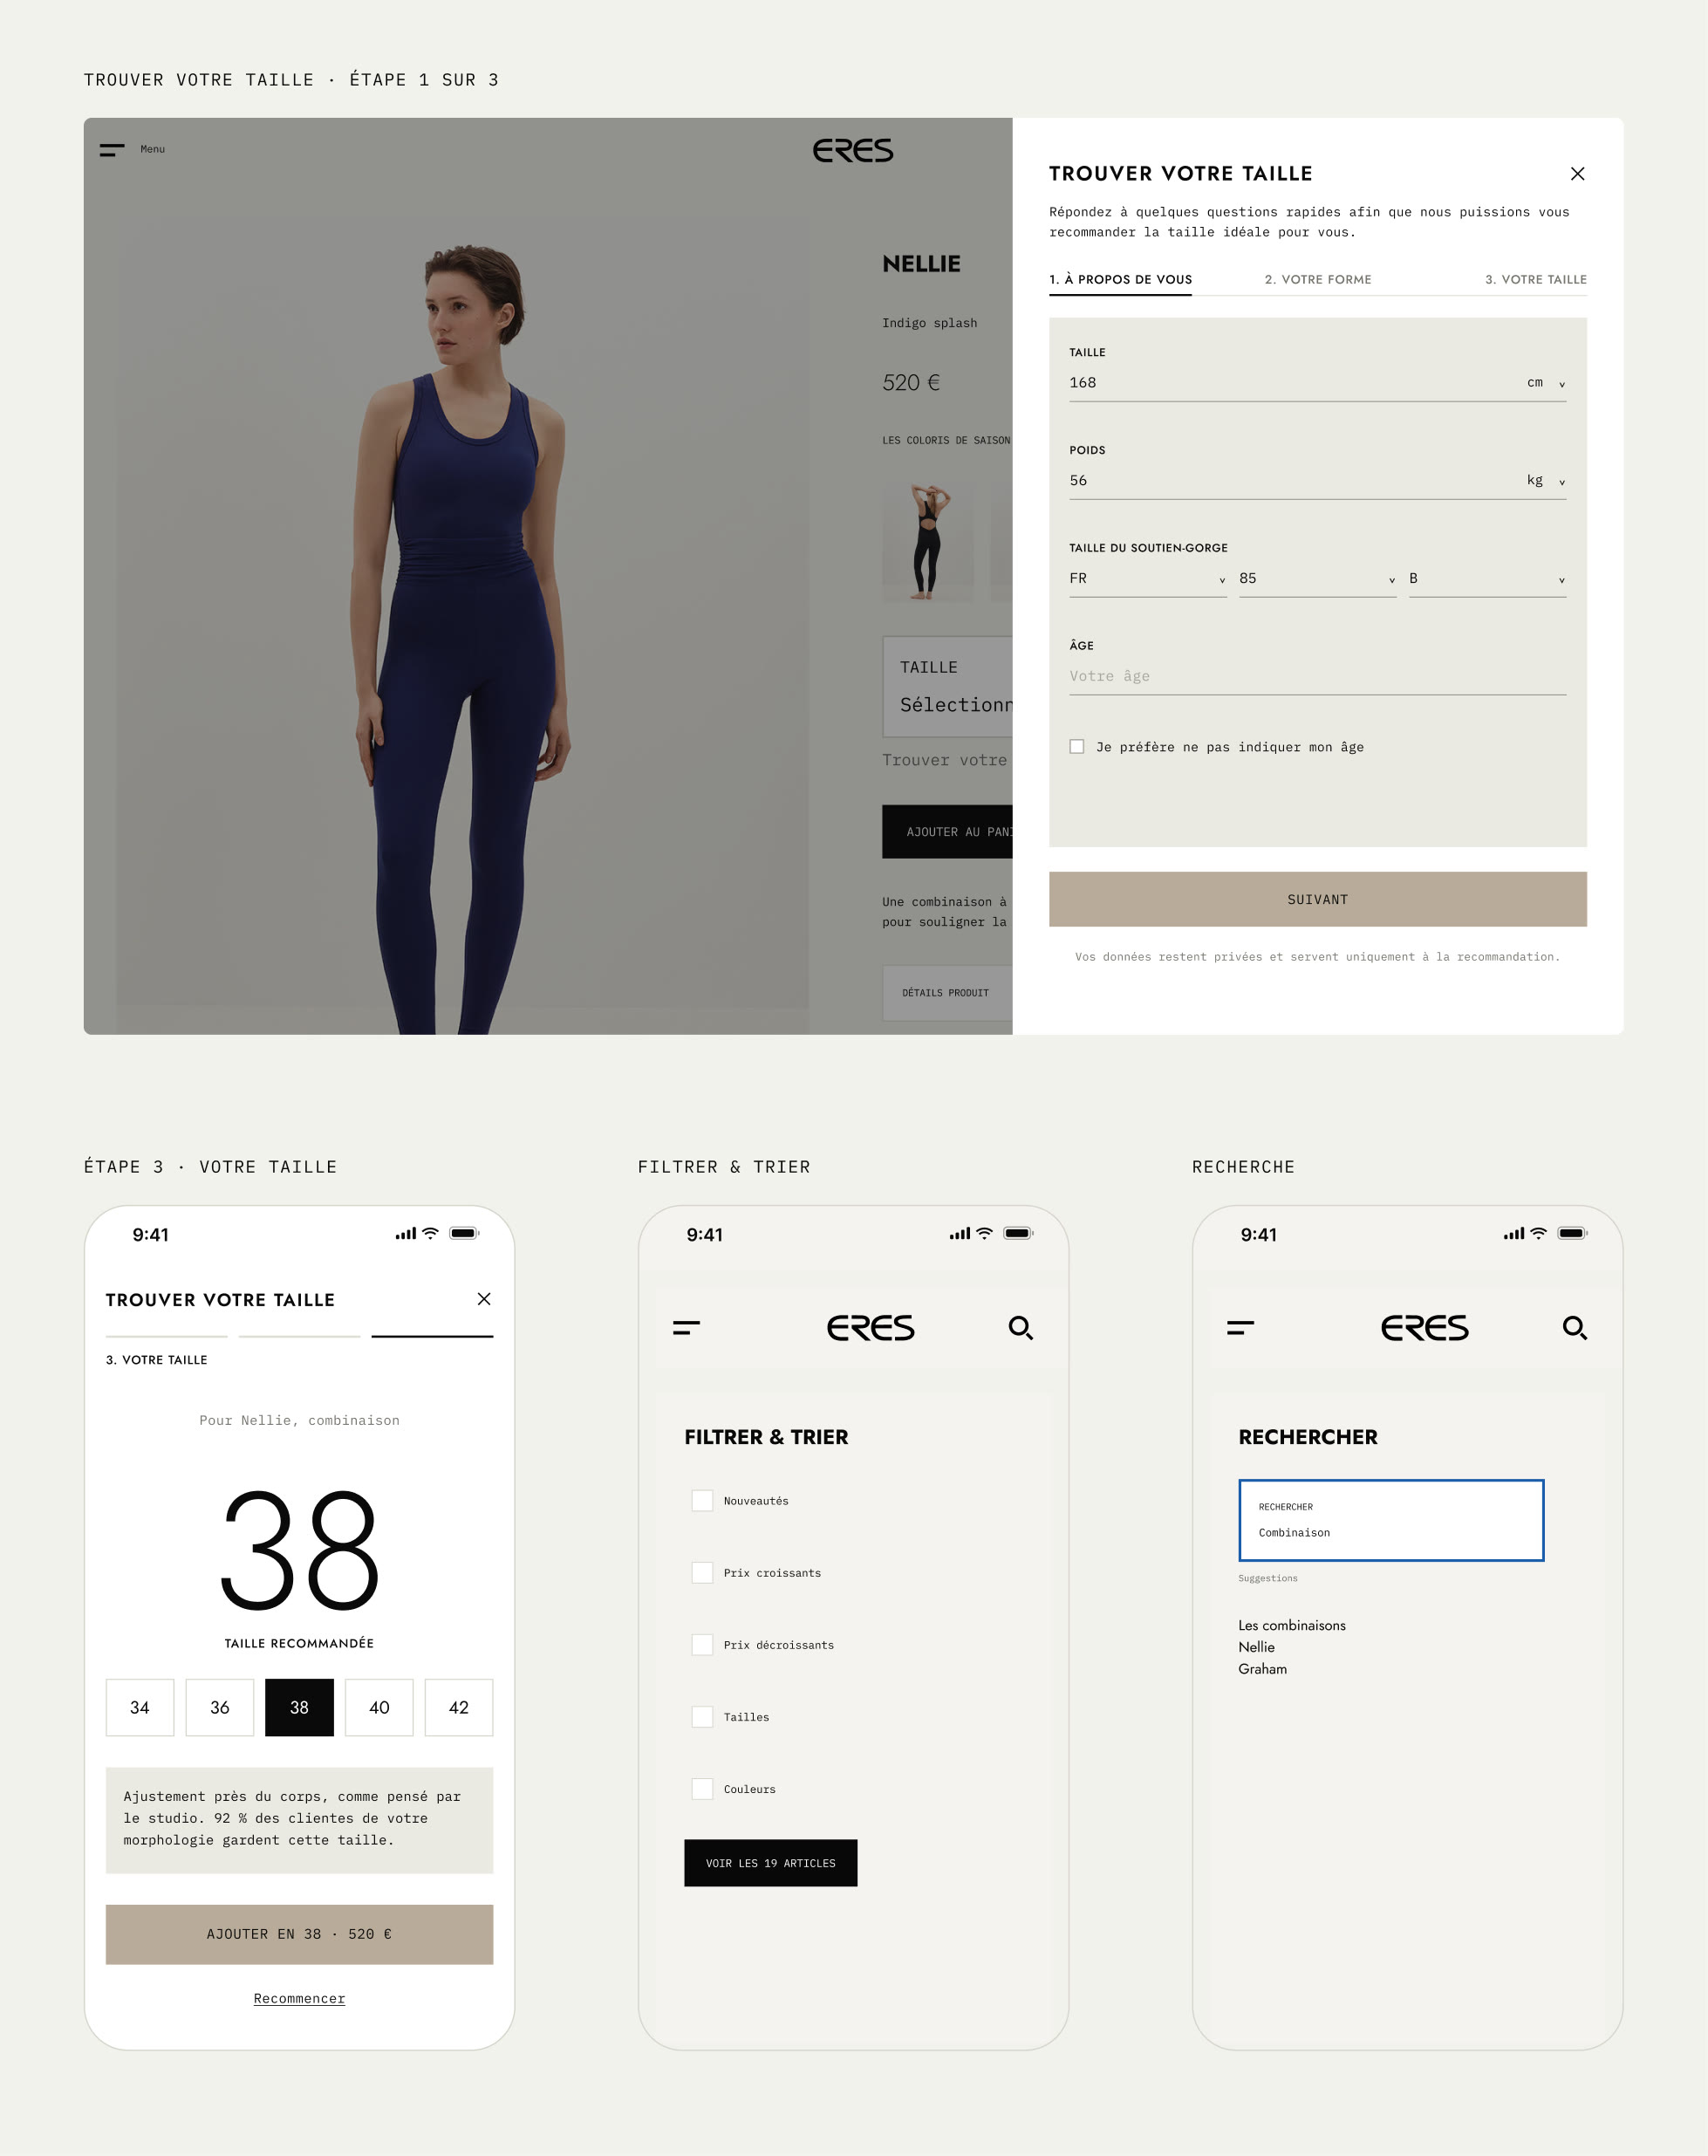 TROUVER VOTRE TAILLE · ÉTAPE 1 SUR 3
Menu
ERES
NELLIE
Indigo splash
520 €
LES COLORIS DE SAISON
TAILLE
Sélectionn
Trouver votre
AJOUTER AU PANI
Une combinaison à
pour souligner la
DÉTAILS PRODUIT
TROUVER VOTRE TAILLE
Répondez à quelques questions rapides afin que nous puissions vous
recommander la taille idéale pour vous.
1. À PROPOS DE VOUS
2. VOTRE FORME
3. VOTRE TAILLE
TAILLE
168
cm
POIDS
56
kg
TAILLE DU SOUTIEN-GORGE
FR
85
B
ÂGE
Votre âge
Je préfère ne pas indiquer mon âge
SUIVANT
Vos données restent privées et servent uniquement à la recommandation.
ÉTAPE 3 · VOTRE TAILLE
9:41
TROUVER VOTRE TAILLE
3. VOTRE TAILLE
Pour Nellie, combinaison
38
TAILLE RECOMMANDÉE
34
36
38
40
42
Ajustement près du corps, comme pensé par
le studio. 92 % des clientes de votre
morphologie gardent cette taille.
AJOUTER EN 38 · 520 €
Recommencer
FILTRER & TRIER
9:41
ERES
FILTRER & TRIER
Nouveautés
Prix croissants
Prix décroissants
Tailles
Couleurs
VOIR LES 19 ARTICLES
RECHERCHE
9:41
ERES
RECHERCHER
RECHERCHER
Combinaison
Suggestions
Les combinaisons
Nellie
Graham